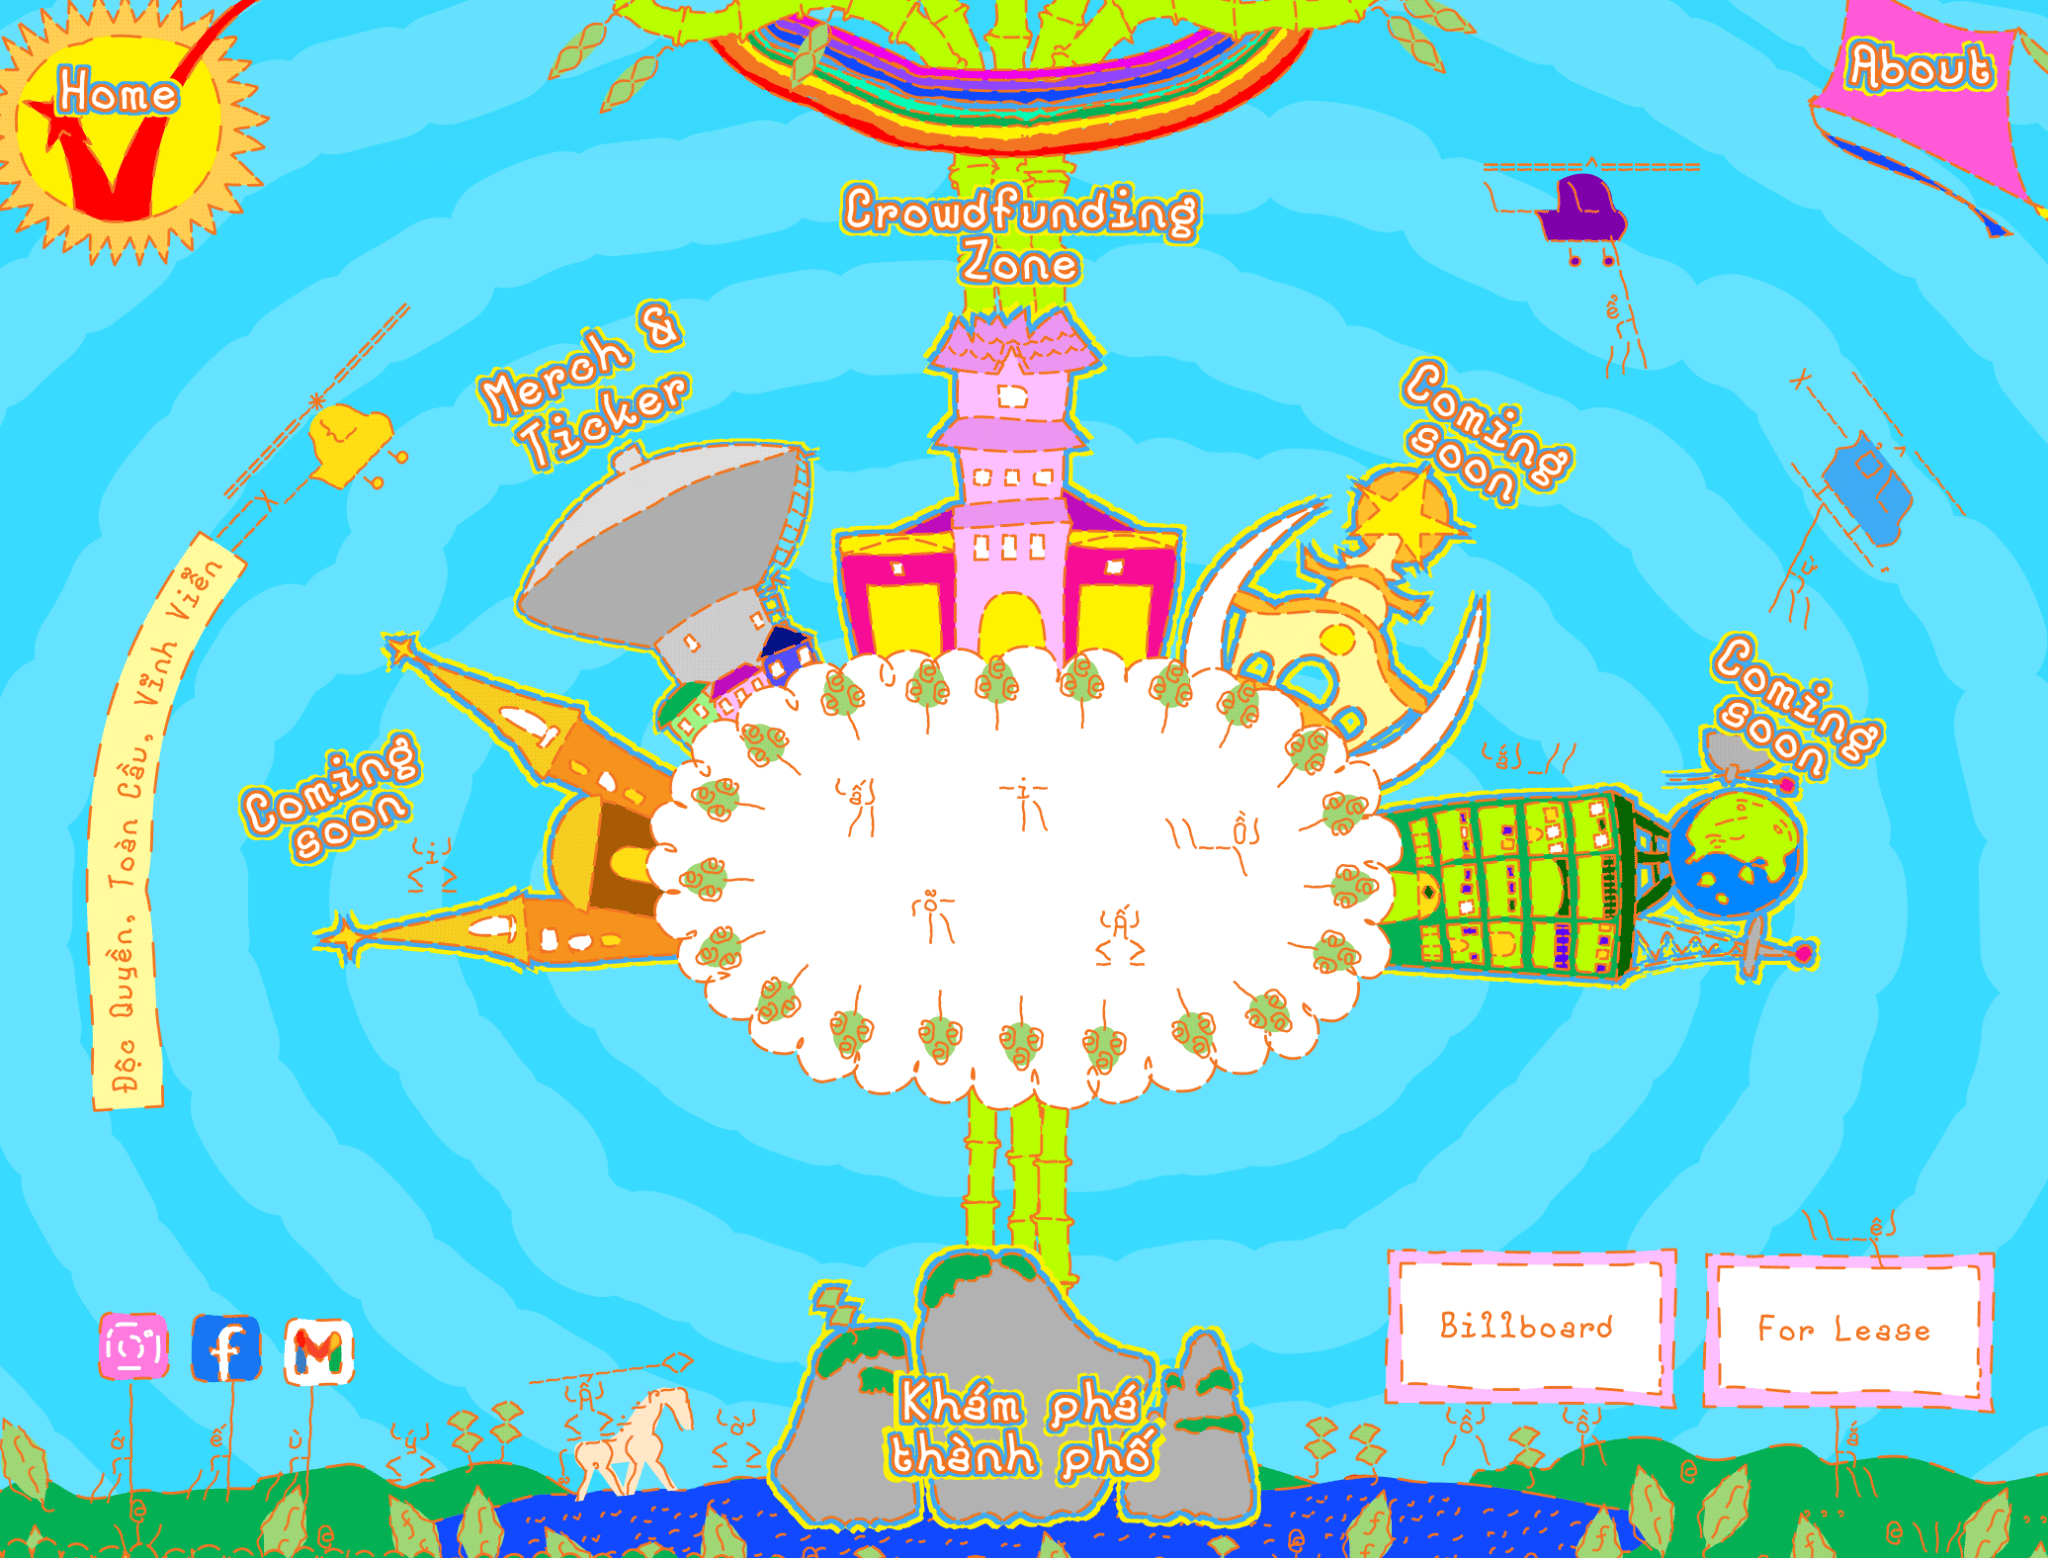 Home
About
Crowdfunding
Zone
Merch &
Ticker
Coming
soon
Coming
soon
Coming
soon
Độc Quyền, Toàn Cầu, Vĩnh Viễn
Billboard
For Lease
Khám phá
thành phố